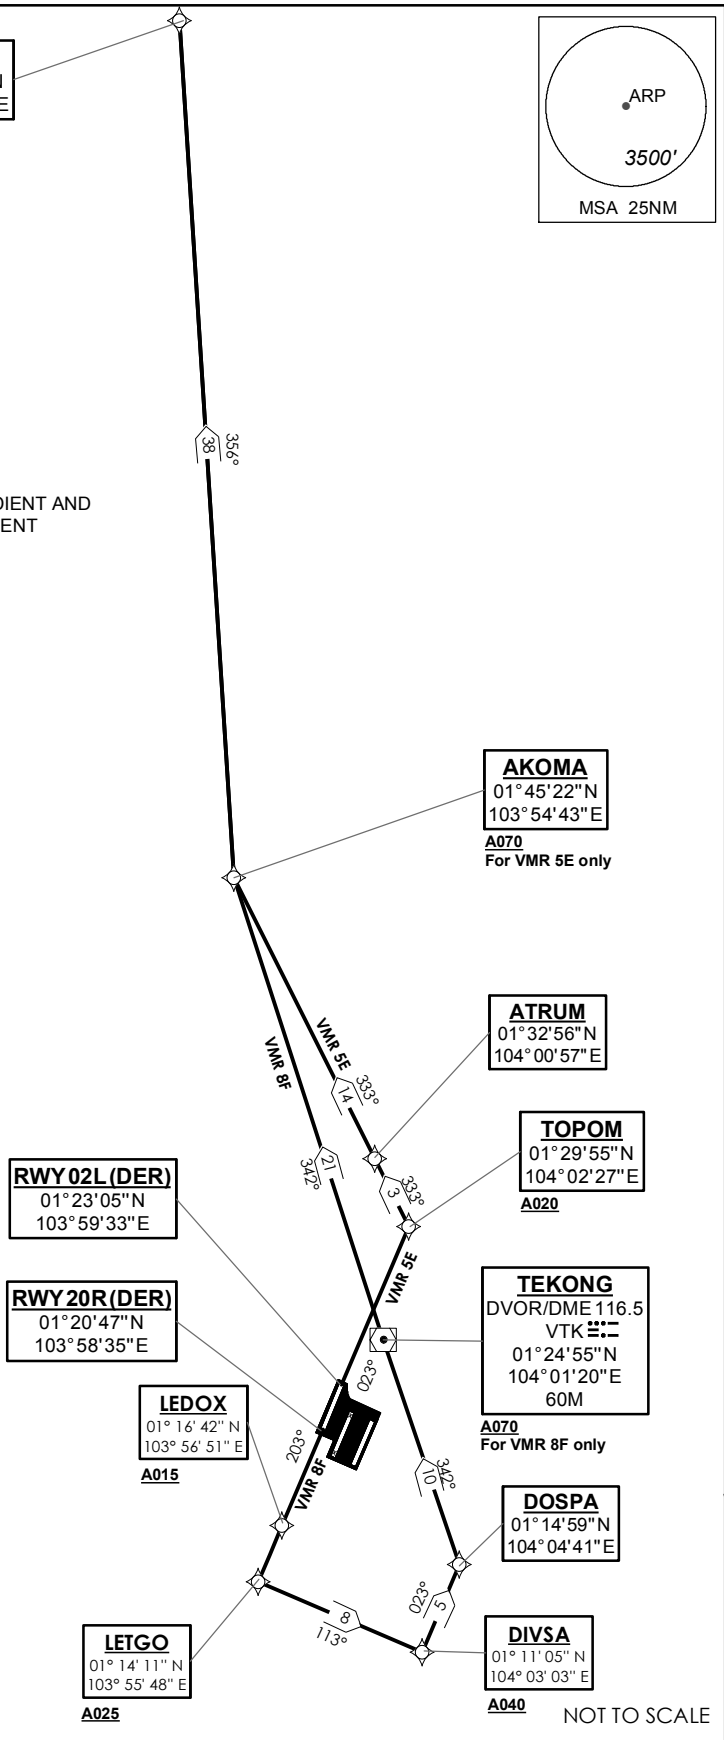 N
E
ARP
3500'
MSA 25NM
38
356°
DIENT AND
ENT
AKOMA
01°45'22"N
103°54'43"E
A070
For VMR 5E only
ATRUM
01°32'56"N
104°00'57"E
VMR 5E
VMR 8F
14
333°
TOPOM
01°29'55"N
104°02'27"E
A020
21
342°
3
333°
RWY 02L (DER)
01°23'05"N
103°59'33"E
VMR 5E
TEKONG
DVOR/DME 116.5
VTK
01°24'55"N
104°01'20"E
60M
A070
For VMR 8F only
RWY 20R (DER)
01°20'47"N
103°58'35"E
023°
LEDOX
01° 16' 42" N
103° 56' 51" E
A015
203°
VMR 8F
342°
10
DOSPA
01°14'59"N
104°04'41"E
023°
5
8
113°
LETGO
01° 14' 11" N
103° 55' 48" E
A025
DIVSA
01° 11' 05" N
104° 03' 03" E
A040
NOT TO SCALE